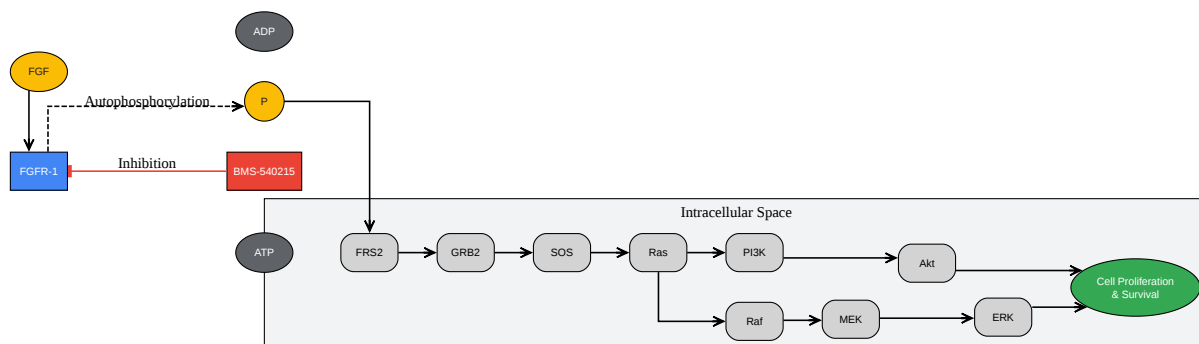 ADP
FGF
Autophosphorylation
P
FGFR-1
Inhibition
BMS-540215
Intracellular Space
ATP
FRS2
GRB2
SOS
Ras
PI3K
Akt
Cell Proliferation
& Survival
Raf
MEK
ERK